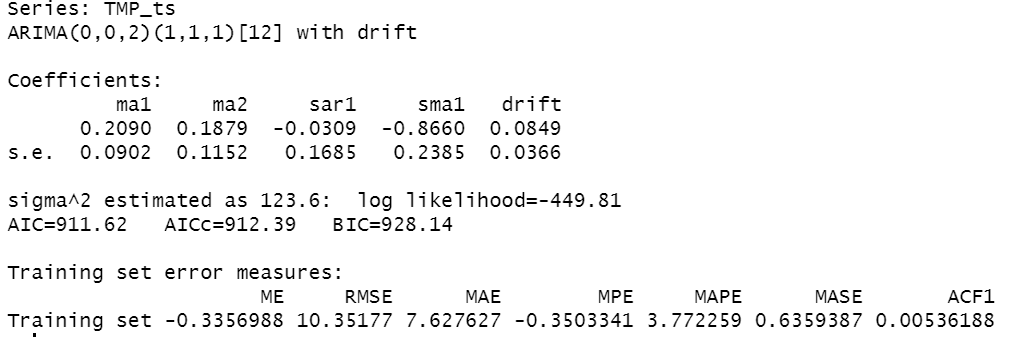 Series: TMP_ts
ARIMA(0,0,2)(1,1,1)[12] with drift
Coefficients:
ma1 ma2 sar1 sma1 drift
0.2090 0.1879 -0.0309 -0.8660 0.0849
s.e. 0.0902 0.1152 0.1685 0.2385 0.0366
sigma^2 estimated as 123.6: log likelihood=-449.81
AIC=911.62 AICc=912.39 BIC=928.14
Training set error measures:
ME RMSE MAE MPE MAPE MASE ACF1
Training set -0.3356988 10.35177 7.627627 -0.3503341 3.772259 0.6359387 0.00536188